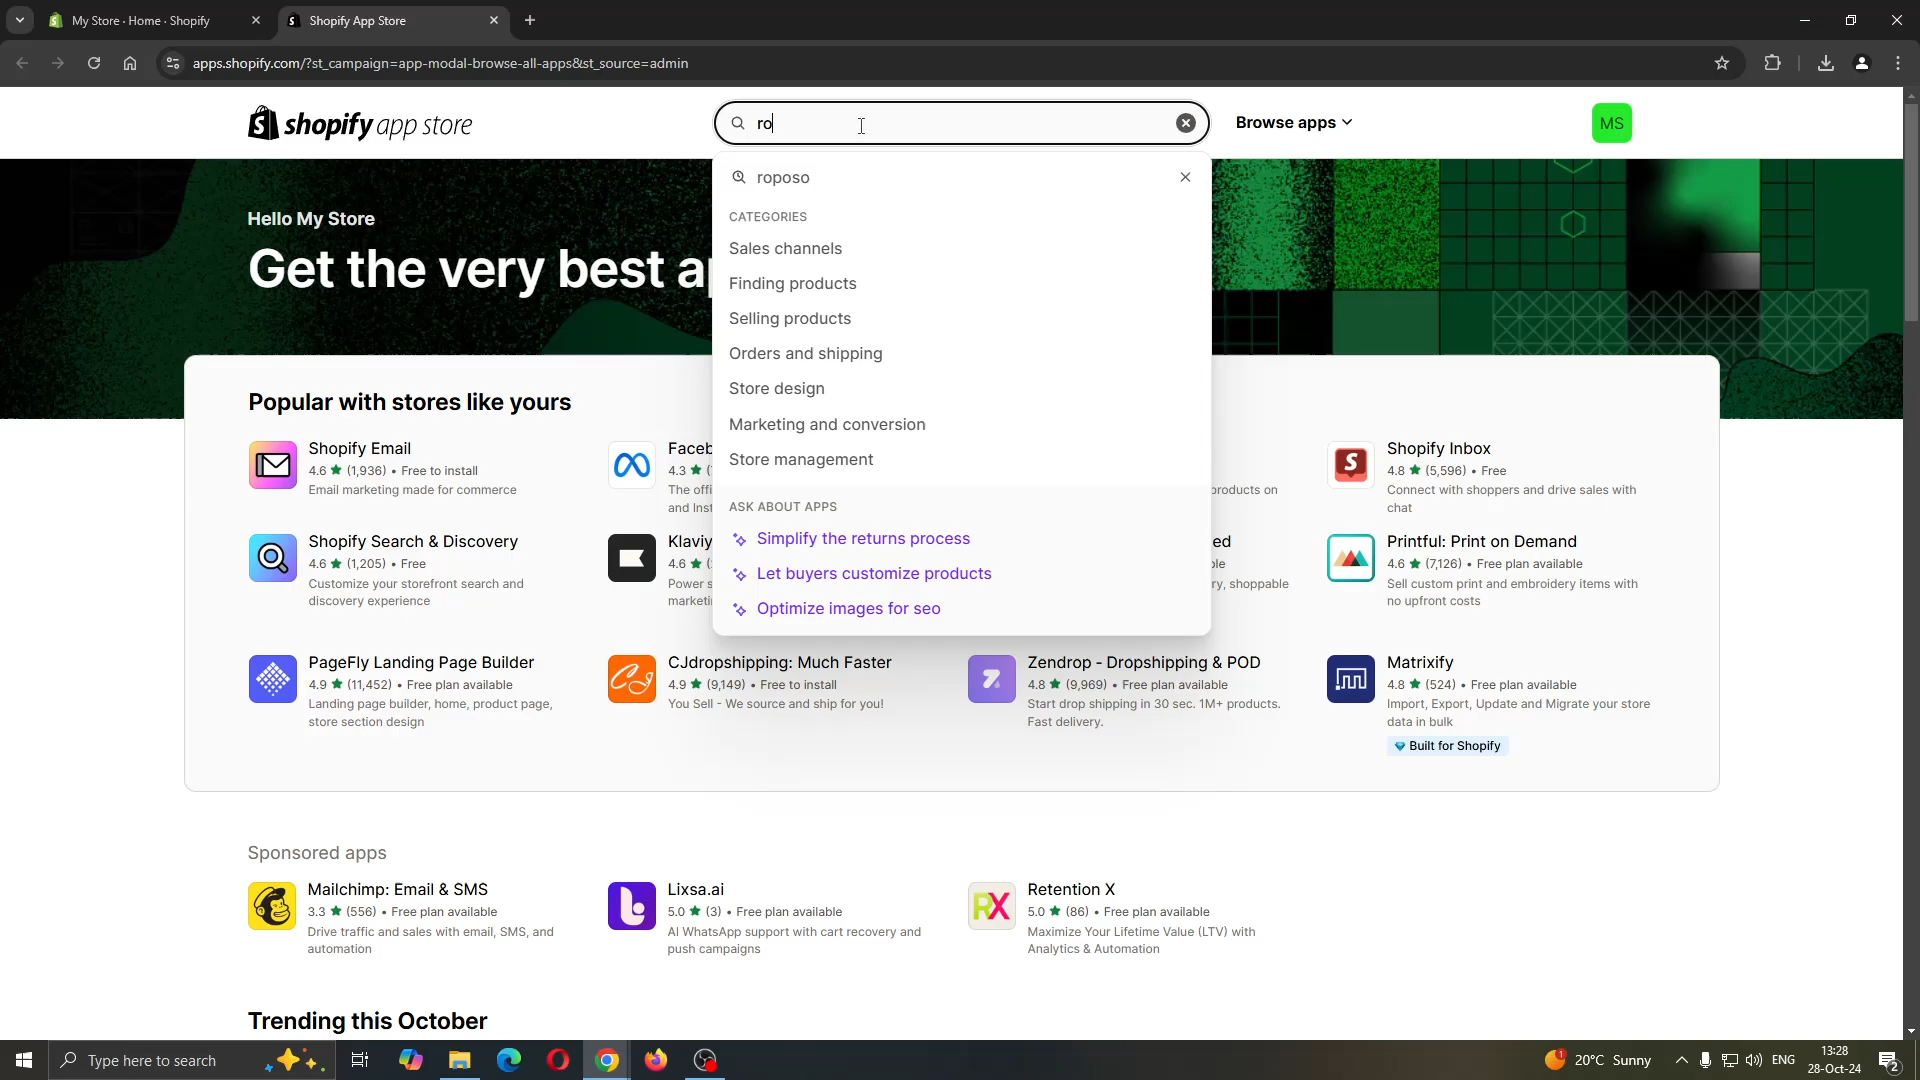 My Store · Home · Shopify
Shopify App Store
apps.shopify.com/?st_campaign=app-modal-browse-all-apps&st_source=admin
shopify app store
ro
Browse apps
MS
roposo
CATEGORIES
Sales channels
Finding products
Selling products
Orders and shipping
Store design
Marketing and conversion
Store management
ASK ABOUT APPS
Simplify the returns process
Let buyers customize products
Optimize images for seo
Hello My Store
Get the very best a
Popular with stores like yours
Shopify Email
4.6 ★ (1,936) • Free to install
Email marketing made for commerce
Faceb
4.3 ★ (
The offi
and Inst
products on
Shopify Inbox
4.8 ★ (5,596) • Free
Connect with shoppers and drive sales with
chat
Shopify Search & Discovery
4.6 ★ (1,205) • Free
Customize your storefront search and
discovery experience
Klaviy
4.6 ★
Power s
marketi
ed
ble
ry, shoppable
Printful: Print on Demand
4.6 ★ (7,126) • Free plan available
Sell custom print and embroidery items with
no upfront costs
PageFly Landing Page Builder
4.9 ★ (11,452) • Free plan available
Landing page builder, home, product page,
store section design
CJdropshipping: Much Faster
4.9 ★ (9,149) • Free to install
You Sell - We source and ship for you!
Zendrop - Dropshipping & POD
4.8 ★ (9,969) • Free plan available
Start drop shipping in 30 sec. 1M+ products.
Fast delivery.
Matrixify
4.8 ★ (524) • Free plan available
Import, Export, Update and Migrate your store
data in bulk
Built for Shopify
Sponsored apps
Mailchimp: Email & SMS
3.3 ★ (556) • Free plan available
Drive traffic and sales with email, SMS, and
automation
Lixsa.ai
5.0 ★ (3) • Free plan available
AI WhatsApp support with cart recovery and
push campaigns
Retention X
5.0 ★ (86) • Free plan available
Maximize Your Lifetime Value (LTV) with
Analytics & Automation
Trending this October
Type here to search
20°C Sunny
ENG
13:28
28-Oct-24
2